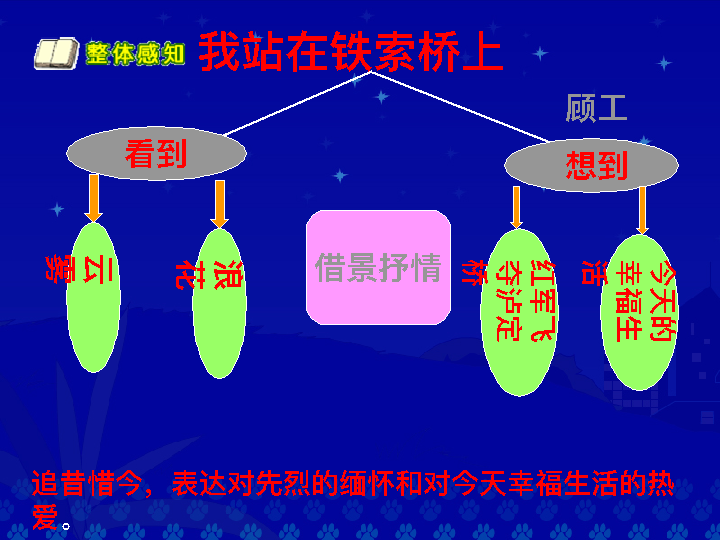 整体感知
我站在铁索桥上
顾工
看到
想到
云
雾
浪
花
借景抒情
红军飞
夺泸定
桥
今天的
幸福生
活
追昔惜今，表达对先烈的缅怀和对今天幸福生活的热
爱。